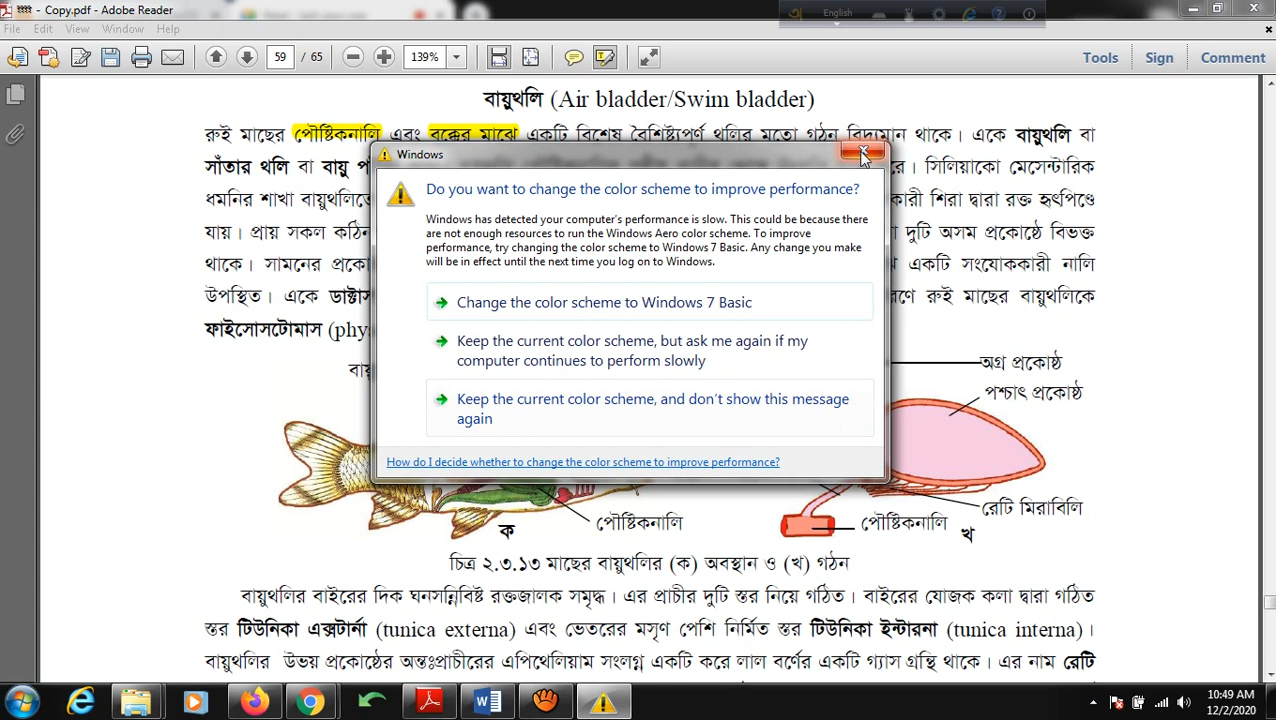 - Copy.pdf - Adobe Reader
English
File Edit View Window Help
59 / 65
139%
Tools Sign Comment
বায়ুথলি (Air bladder/Swim bladder)
রুই মাছের পৌষ্টিকনালি এবং বৃক্কের মাঝে একটি বিশেষ বৈশিষ্ট্যপূর্ণ থলির মতো গঠন বিদ্যমান থাকে। একে বায়ুথলি বা
সাঁতার থলি বা বায়ু প রে। সিলিয়াকো মেসেন্টারিক
ধমনির শাখা বায়ুথলিতে কারী শিরা দ্বারা রক্ত হৃৎপিণ্ডে
যায়। প্রায় সকল কঠিন দুটি অসম প্রকোষ্ঠে বিভক্ত
থাকে। সামনের প্রকো একটি সংযোককারী নালি
উপস্থিত। একে ডাক্টাস রণে রুই মাছের বায়ুথলিকে
ফাইসোসটোমাস (phy
Windows
Do you want to change the color scheme to improve performance?
Windows has detected your computer's performance is slow. This could be because there
are not enough resources to run the Windows Aero color scheme. To improve
performance, try changing the color scheme to Windows 7 Basic. Any change you make
will be in effect until the next time you log on to Windows.
Change the color scheme to Windows 7 Basic
Keep the current color scheme, but ask me again if my
computer continues to perform slowly
Keep the current color scheme, and don't show this message
again
How do I decide whether to change the color scheme to improve performance?
বা
অগ্র প্রকোষ্ঠ
পশ্চাৎ প্রকোষ্ঠ
রেটি মিরাবিলি
পৌষ্টিকনালি
ক
পৌষ্টিকনালি
খ
চিত্র ২.৩.১৩ মাছের বায়ুথলির (ক) অবস্থান ও (খ) গঠন
বায়ুথলির বাইরের দিক ঘনসন্নিবিষ্ট রক্তজালক সমৃদ্ধ। এর প্রাচীর দুটি স্তর নিয়ে গঠিত। বাইরের যোজক কলা দ্বারা গঠিত
স্তর টিউনিকা এক্সটার্না (tunica externa) এবং ভেতরের মসৃণ পেশি নির্মিত স্তর টিউনিকা ইন্টারনা (tunica interna)।
বায়ুথলির উভয় প্রকোষ্ঠের অন্তঃপ্রাচীরের এপিথেলিয়াম সংলগ্ন একটি করে লাল বর্ণের একটি গ্যাস গ্রন্থি থাকে। এর নাম রেটি
10:49 AM
12/2/2020